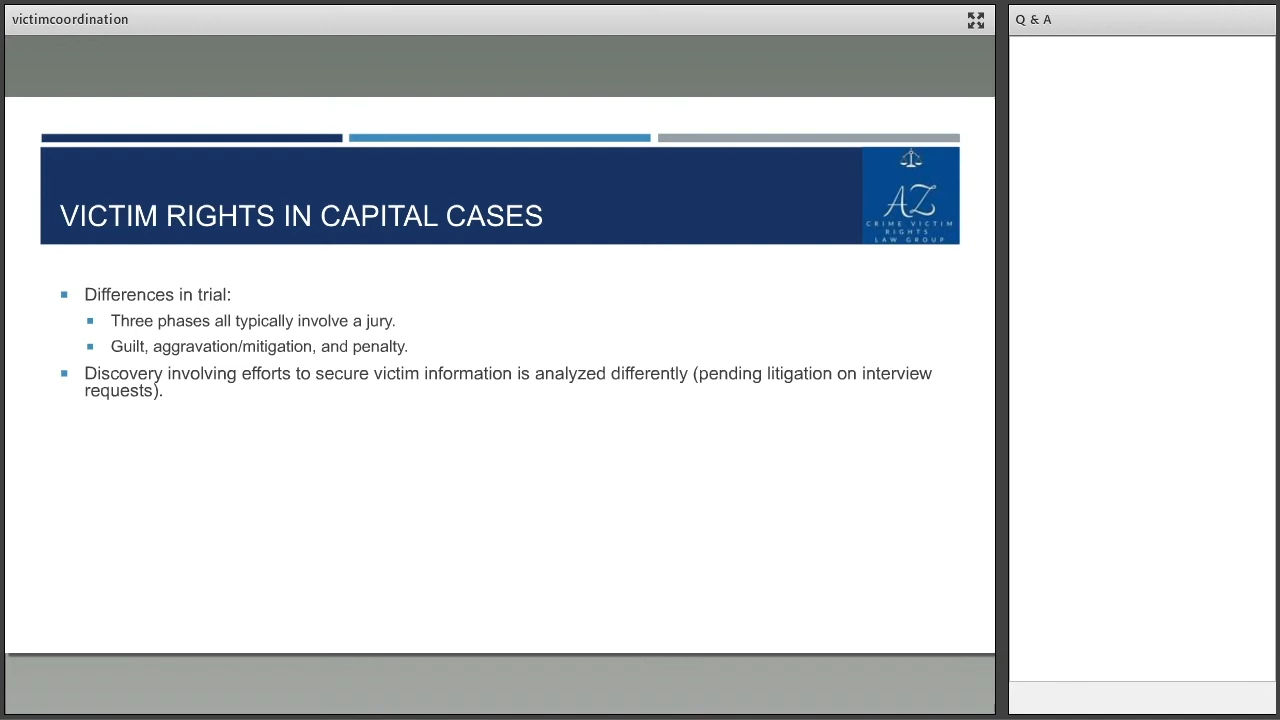 victimcoordination
Q & A
VICTIM RIGHTS IN CAPITAL CASES
AZ
CRIME VICTIM
RIGHTS
LAW GROUP
Differences in trial:
Three phases all typically involve a jury.
Guilt, aggravation/mitigation, and penalty.
Discovery involving efforts to secure victim information is analyzed differently (pending litigation on interview
requests).